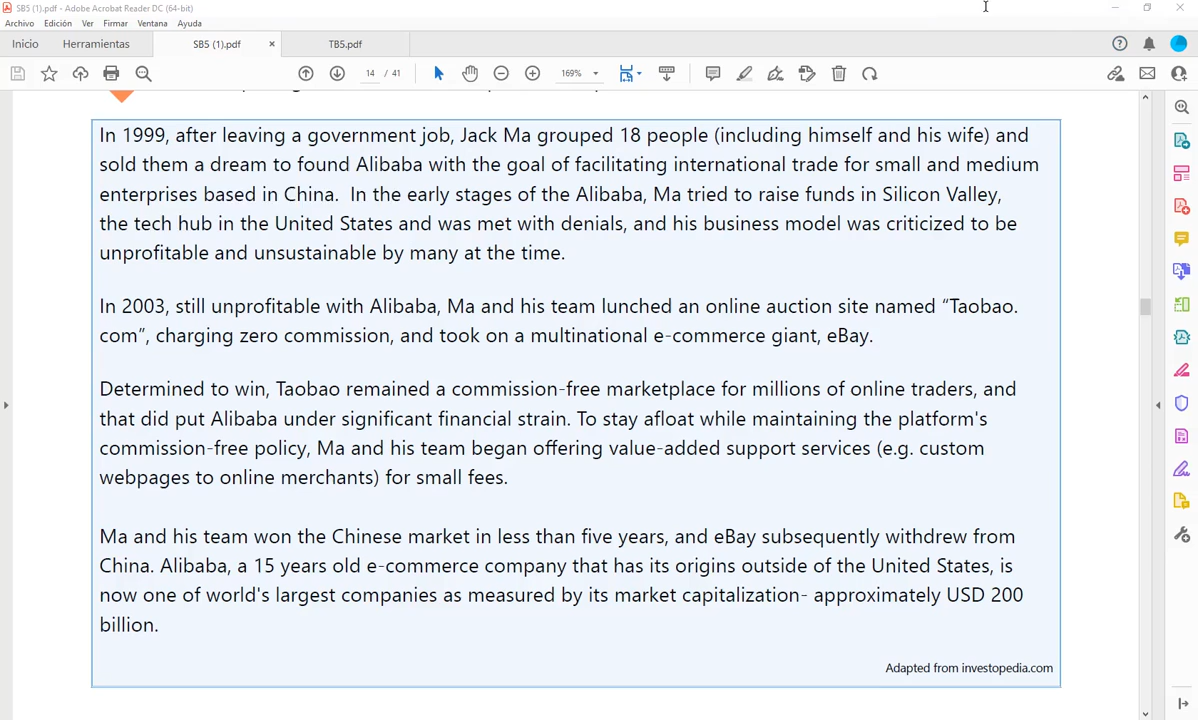 SB5 (1).pdf - Adobe Acrobat Reader DC (64-bit)
Archivo Edición Ver Firmar Ventana Ayuda
Inicio Herramientas SB5 (1).pdf × TB5.pdf
14 / 41 169%
In 1999, after leaving a government job, Jack Ma grouped 18 people (including himself and his wife) and
sold them a dream to found Alibaba with the goal of facilitating international trade for small and medium
enterprises based in China. In the early stages of the Alibaba, Ma tried to raise funds in Silicon Valley,
the tech hub in the United States and was met with denials, and his business model was criticized to be
unprofitable and unsustainable by many at the time.
In 2003, still unprofitable with Alibaba, Ma and his team lunched an online auction site named “Taobao.
com”, charging zero commission, and took on a multinational e-commerce giant, eBay.
Determined to win, Taobao remained a commission-free marketplace for millions of online traders, and
that did put Alibaba under significant financial strain. To stay afloat while maintaining the platform's
commission-free policy, Ma and his team began offering value-added support services (e.g. custom
webpages to online merchants) for small fees.
Ma and his team won the Chinese market in less than five years, and eBay subsequently withdrew from
China. Alibaba, a 15 years old e-commerce company that has its origins outside of the United States, is
now one of world's largest companies as measured by its market capitalization- approximately USD 200
billion.
Adapted from investopedia.com